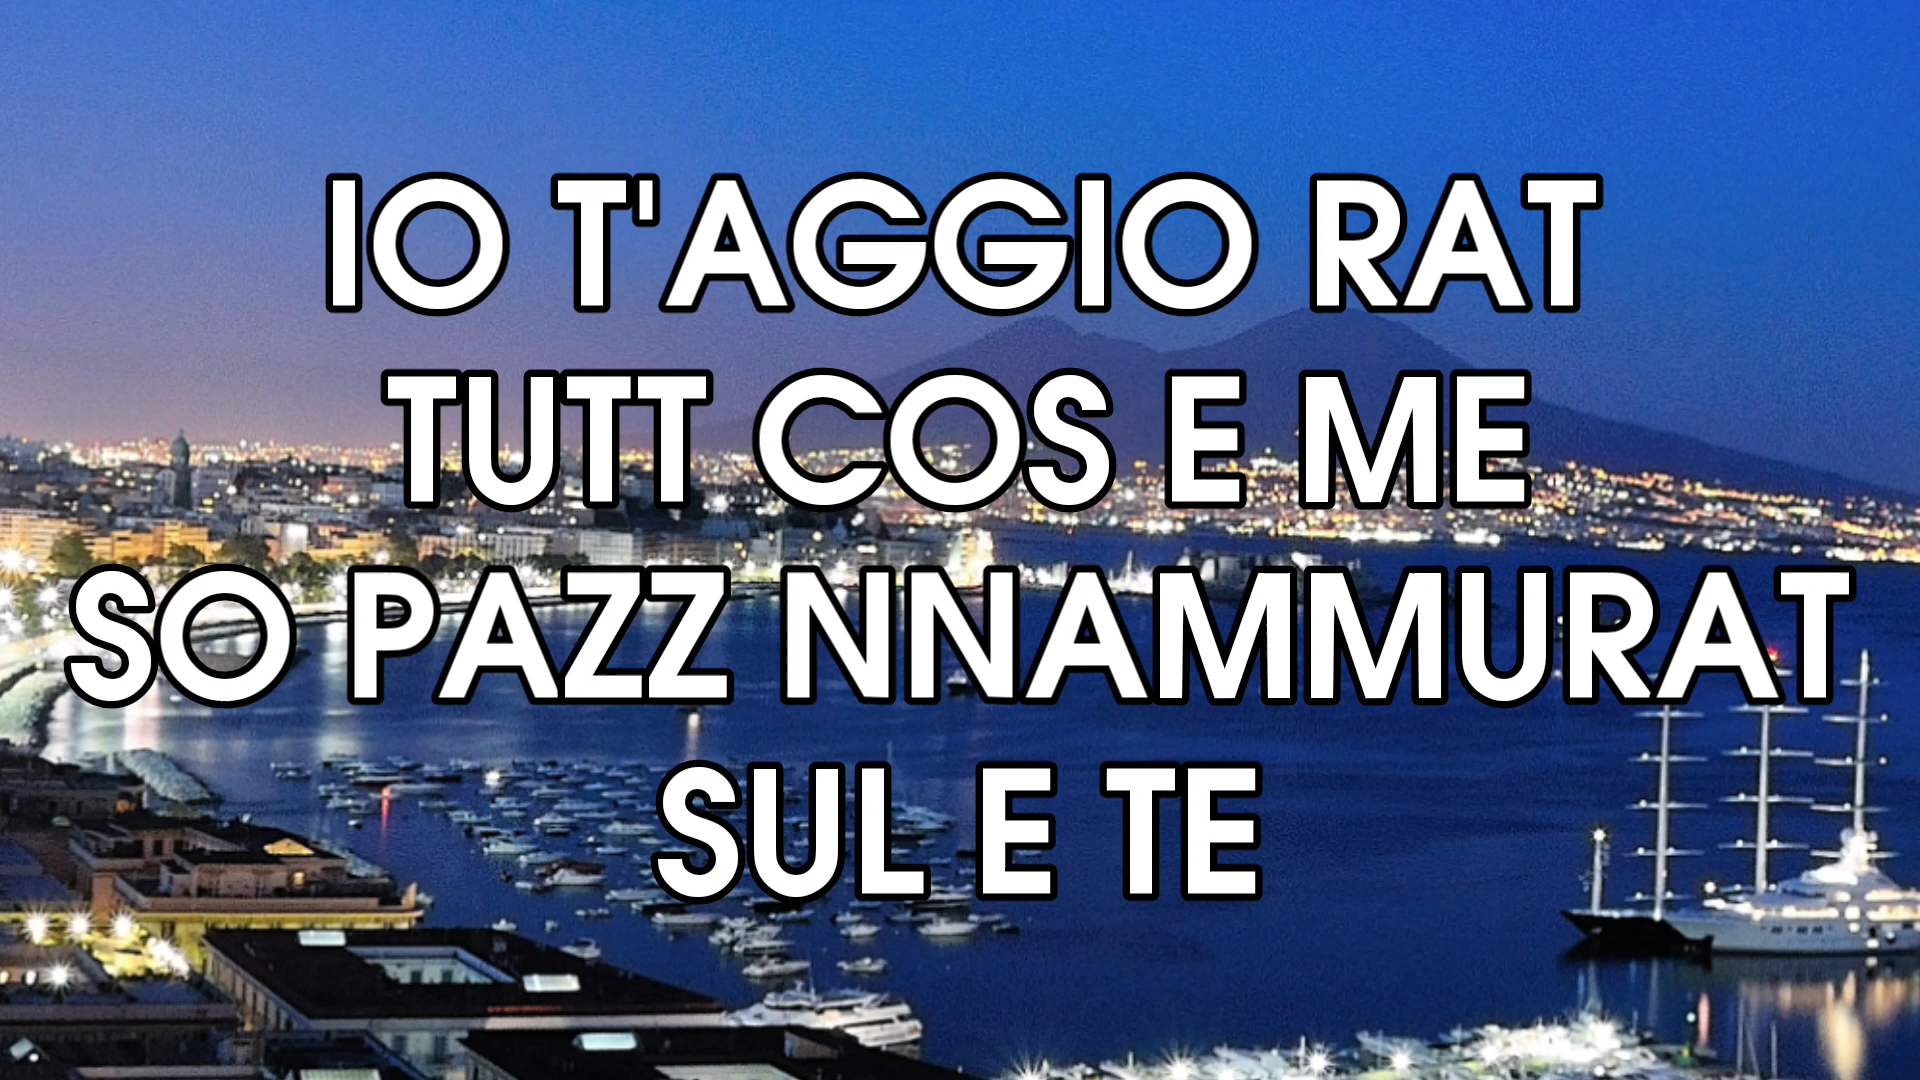 IO T'AGGIO RAT
TUTT COS E ME
SO PAZZ NNAMMURAT
SUL E TE